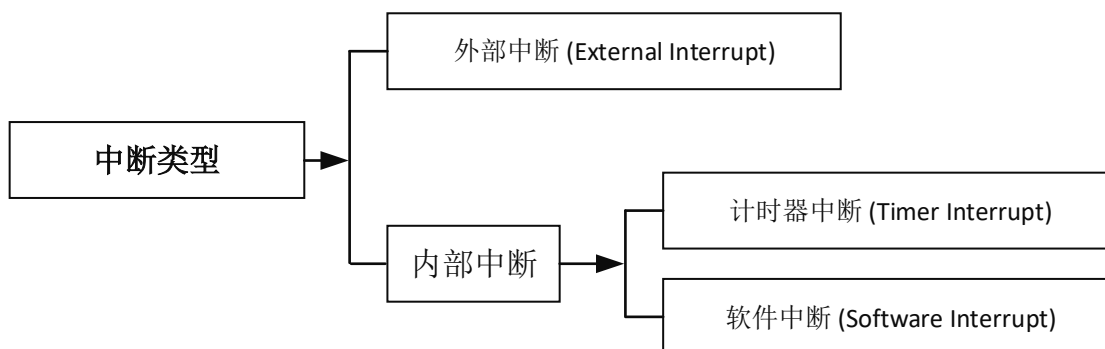 外部中断 (External Interrupt)
中断类型
计时器中断 (Timer Interrupt)
内部中断
软件中断 (Software Interrupt)